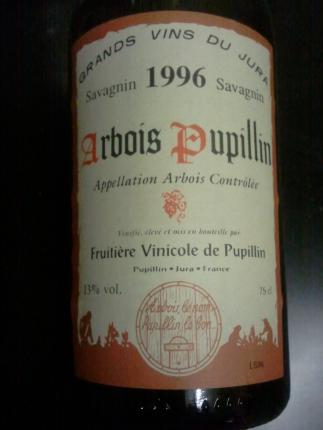 GRANDS VINS DU JURA
Savagnin 1996 Savagnin
Arbois Pupillin
Appellation Arbois Contrôlée
Vinifié, élevé et mis en bouteille par
Fruitière Vinicole de Pupillin
Pupillin • Jura • France
13% vol. 75 cl
Arbois le nom
Pupillin le bon